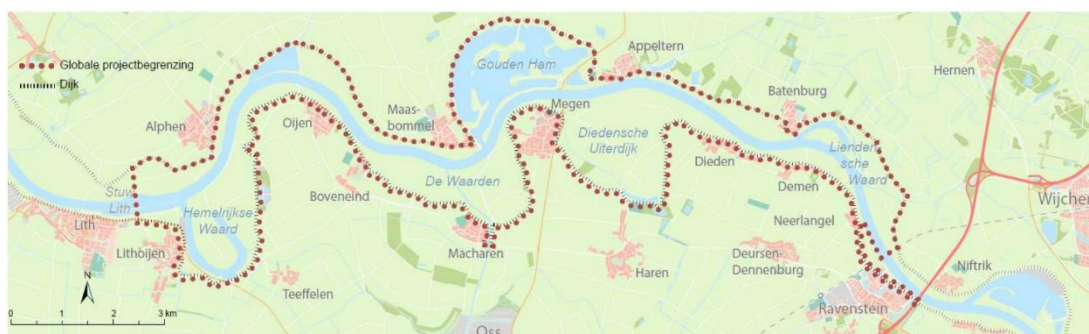 Globale projectbegrenzing
Dijk
Alphen
Oijen
Maas-
bommel
Gouden Ham
Appeltern
Megen
Batenburg
Hernen
Diedensche
Uiterdijk
Dieden
Liendensche
Waard
Demen
Neerlangel
Wijchen
Stuw
Lith
Lith
Lithoijen
Hemelrijkse
Waard
Boveneind
De Waarden
Macharen
Teeffelen
Haren
Deursen-
Dennenburg
Ravenstein
Niftrik
Oss
N
0 1 2 3 km